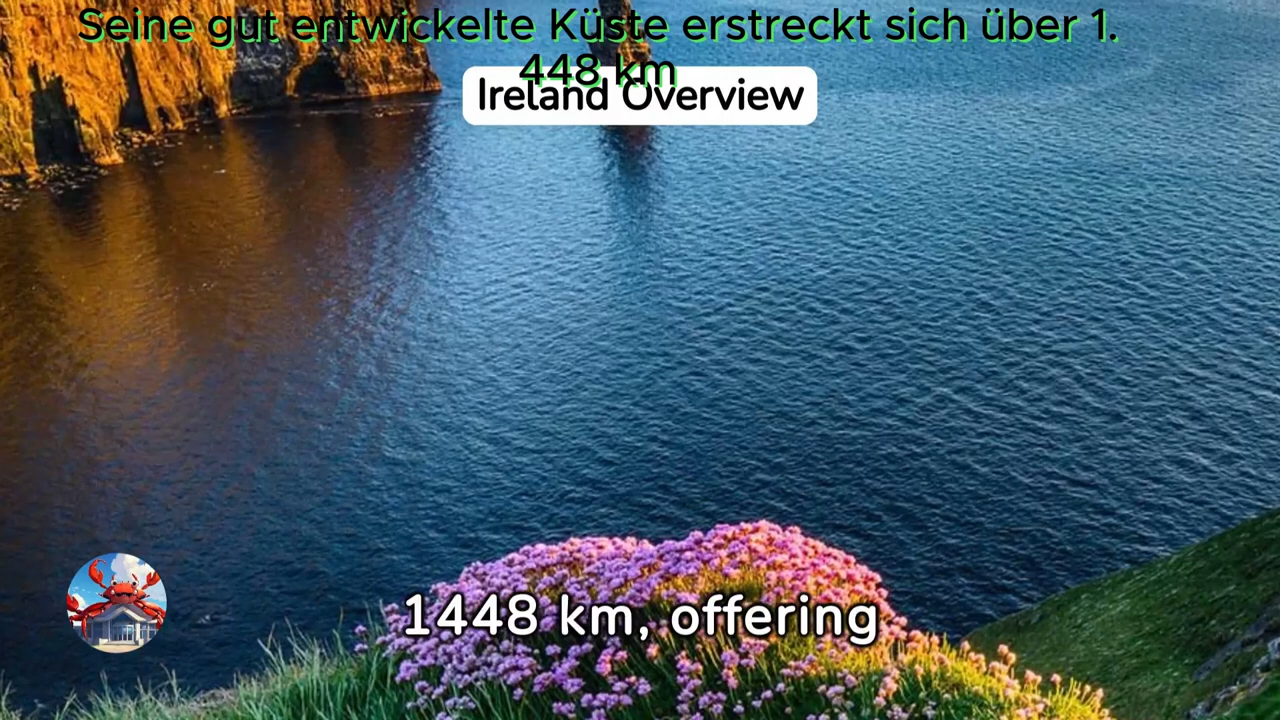 Seine gut entwickelte Küste erstreckt sich über 1.
448 km
Ireland Overview
1448 km, offering